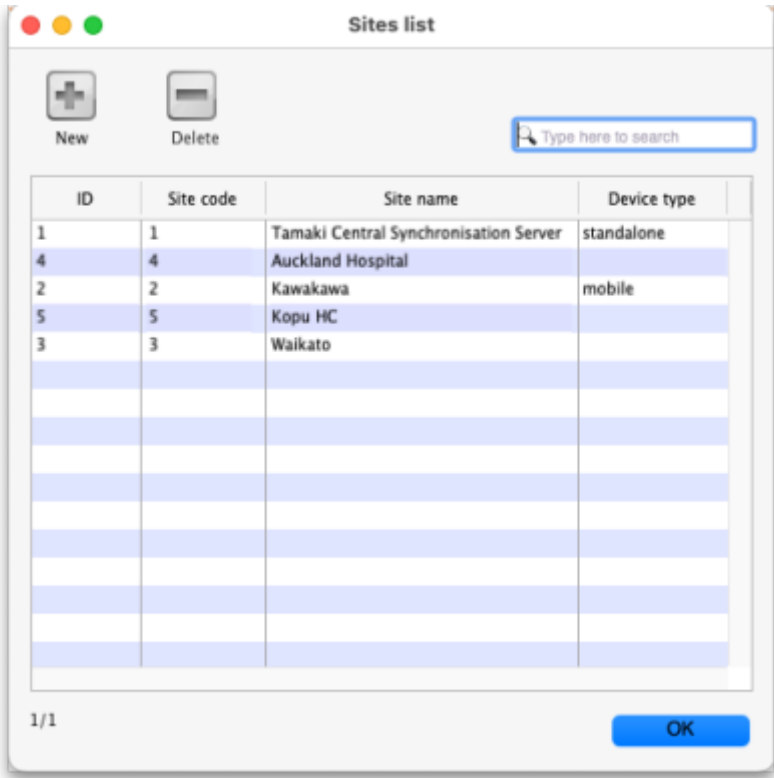 Sites list
New Delete
Type here to search
ID Site code Site name Device type
1 1 Tamaki Central Synchronisation Server standalone
4 4 Auckland Hospital
2 2 Kawakawa mobile
5 5 Kopu HC
3 3 Waikato
1/1
OK